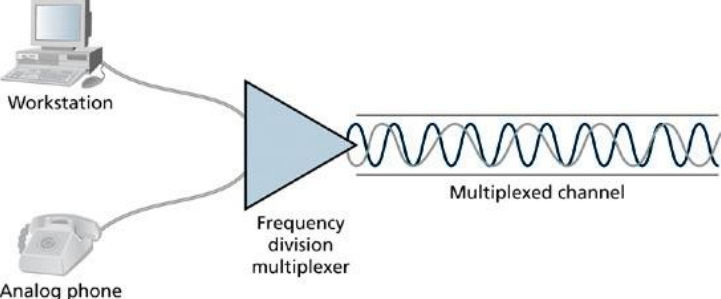 Workstation
Multiplexed channel
Frequency
division
multiplexer
Analog phone